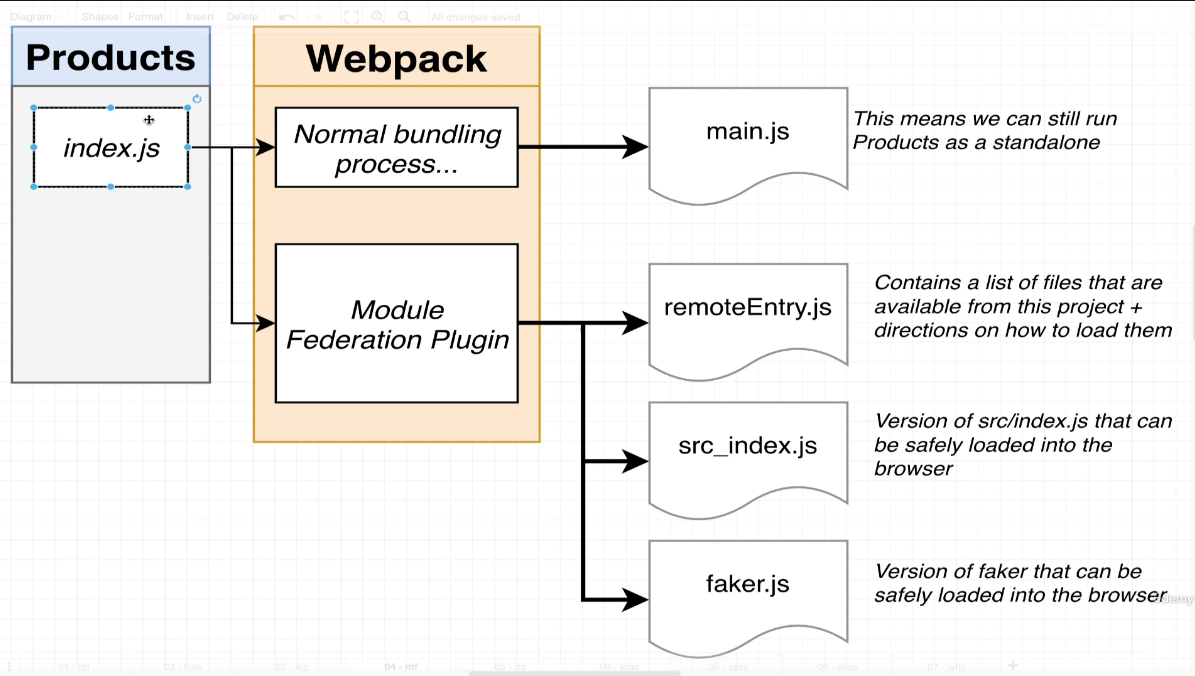 Diagram Shapes Format Insert Delete All changes saved
Products
index.js
Webpack
Normal bundling
process...
Module
Federation Plugin
main.js
This means we can still run
Products as a standalone
remoteEntry.js
Contains a list of files that are
available from this project +
directions on how to load them
src_index.js
Version of src/index.js that can
be safely loaded into the
browser
faker.js
Version of faker that can be
safely loaded into the browser
01 - mf 03 - flow 02 - wp 04 - mf 05 - mf 06 - load 05 - opts 06 - alias 07 - why